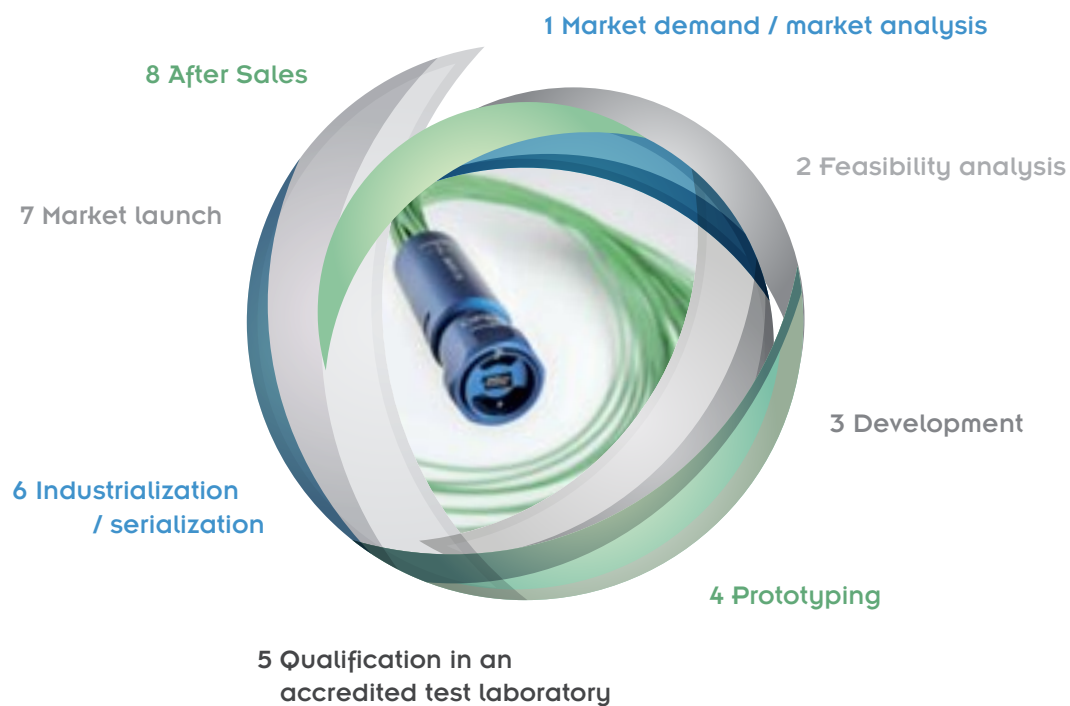 1 Market demand / market analysis
8 After Sales
2 Feasibility analysis
7 Market launch
3 Development
6 Industrialization
/ serialization
4 Prototyping
5 Qualification in an
accredited test laboratory